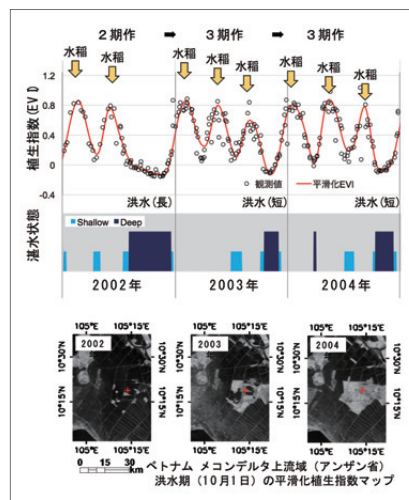 2期作 ➡ 3期作 ➡ 3期作
水稲 水稲 水稲 水稲 水稲 水稲 水稲 水稲
植生指数(EVI)
1.2
0.8
0.4
0
-0.4
観測値 平滑化EVI
洪水(長) 洪水(短) 洪水(短)
湛水状態
Shallow Deep
2002年 2003年 2004年
105°E 105°15'E 105°E 105°15'E 105°E 105°15'E
2002 2003 2004
10°30'N 10°15'N 10°30'N 10°15'N 10°30'N 10°15'N
0 15 30 km
ベトナム メコンデルタ上流域(アンザン省)
洪水期(10月1日)の平滑化植生指数マップ